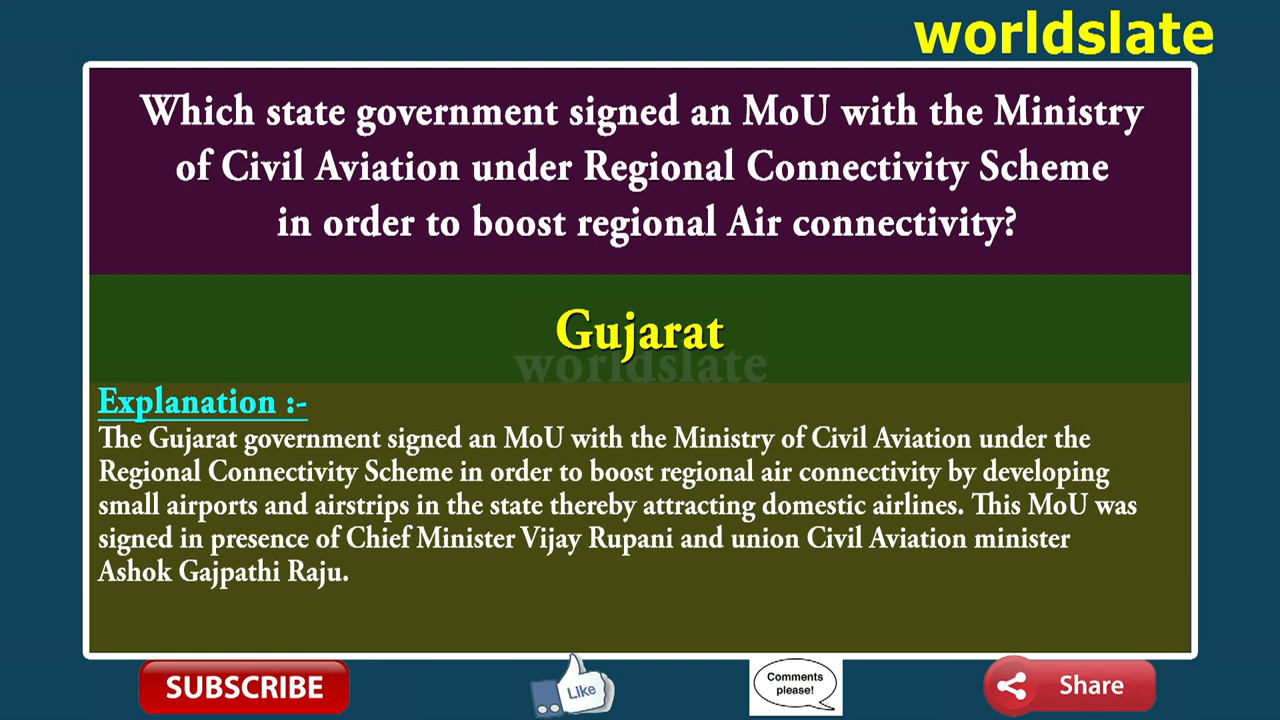 worldslate
Which state government signed an MoU with the Ministry
of Civil Aviation under Regional Connectivity Scheme
in order to boost regional Air connectivity?
Gujarat
worldslate
Explanation :-
The Gujarat government signed an MoU with the Ministry of Civil Aviation under the
Regional Connectivity Scheme in order to boost regional air connectivity by developing
small airports and airstrips in the state thereby attracting domestic airlines. This MoU was
signed in presence of Chief Minister Vijay Rupani and union Civil Aviation minister
Ashok Gajpathi Raju.
SUBSCRIBE
Like
Comments
please!
Share